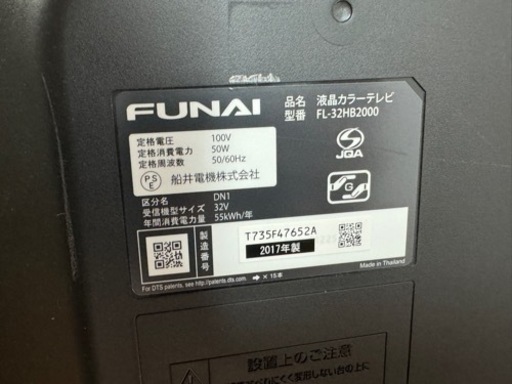 FUNAI
品名 液晶カラーテレビ
型番 FL-32HB2000
定格電圧 100V
定格消費電力 50W
定格周波数 50/60Hz
PS
E
船井電機株式会社
JQA
G
区分名 DN1
受信機型サイズ 32V
年間消費電力量 55kWh/年
製造番号
T735F47652A
2017年製
Made in Thailand
For DTS patents, see http://patents.dts.com.
→ × 15本
設置上のご注意